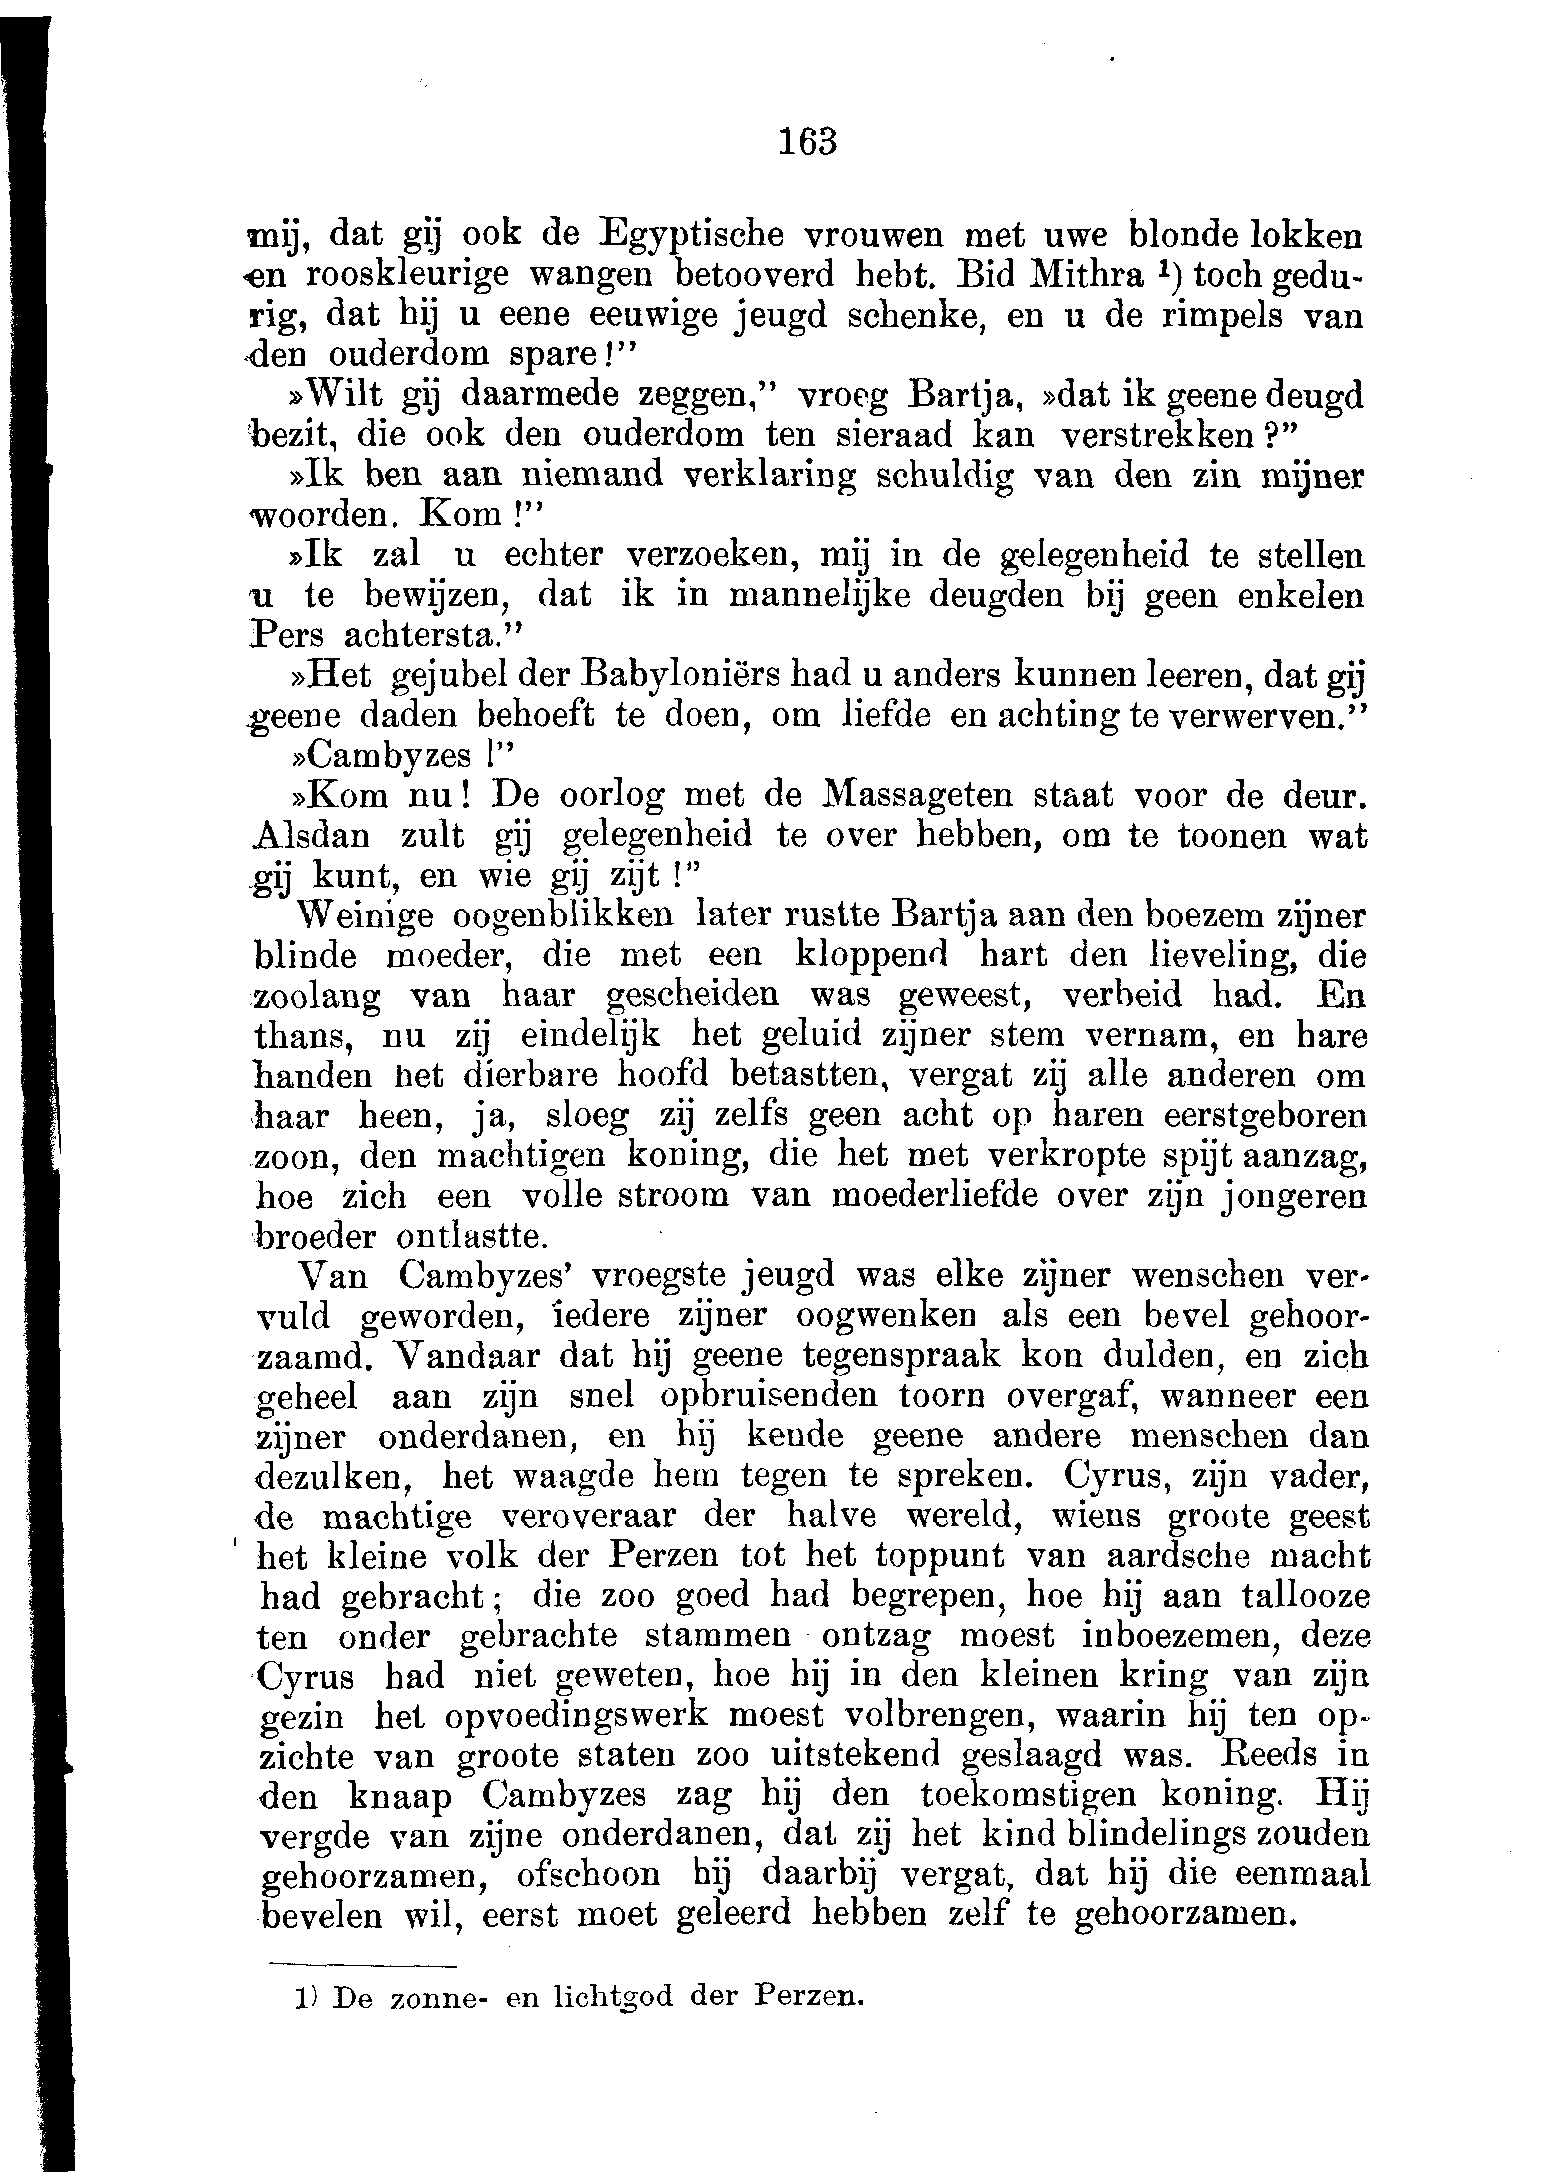 163
mij, dat gij ook de Egyptische vrouwen met uwe blonde lokken
en rooskleurige wangen betooverd hebt. Bid Mithra ¹) toch gedu-
rig, dat hij u eene eeuwige jeugd schenke, en u de rimpels van
den ouderdom spare!”
»Wilt gij daarmede zeggen,” vroeg Bartja, »dat ik geene deugd
bezit, die ook den ouderdom ten sieraad kan verstrekken?”
»Ik ben aan niemand verklaring schuldig van den zin mijner
woorden. Kom!”
»Ik zal u echter verzoeken, mij in de gelegenheid te stellen
u te bewijzen, dat ik in mannelijke deugden bij geen enkelen
Pers achtersta.”
»Het gejubel der Babyloniërs had u anders kunnen leeren, dat gij
geene daden behoeft te doen, om liefde en achting te verwerven.”
»Cambyzes!”
»Kom nu! De oorlog met de Massageten staat voor de deur.
Alsdan zult gij gelegenheid te over hebben, om te toonen wat
gij kunt, en wie gij zijt!”
Weinige oogenblikken later rustte Bartja aan den boezem zijner
blinde moeder, die met een kloppend hart den lieveling, die
zoolang van haar gescheiden was geweest, verbeid had. En
thans, nu zij eindelijk het geluid zijner stem vernam, en hare
handen het dierbare hoofd betastten, vergat zij alle anderen om
haar heen, ja, sloeg zij zelfs geen acht op haren eerstgeboren
zoon, den machtigen koning, die het met verkropte spijt aanzag,
hoe zich een volle stroom van moederliefde over zijn jongeren
broeder ontlastte.
Van Cambyzes’ vroegste jeugd was elke zijner wenschen ver-
vuld geworden, iedere zijner oogwenken als een bevel gehoor-
zaamd. Vandaar dat hij geene tegenspraak kon dulden, en zich
geheel aan zijn snel opbruisenden toorn overgaf, wanneer een
zijner onderdanen, en hij kende geene andere menschen dan
dezulken, het waagde hem tegen te spreken. Cyrus, zijn vader,
de machtige veroveraar der halve wereld, wiens groote geest
het kleine volk der Perzen tot het toppunt van aardsche macht
had gebracht; die zoo goed had begrepen, hoe hij aan tallooze
ten onder gebrachte stammen ontzag moest inboezemen, deze
Cyrus had niet geweten, hoe hij in den kleinen kring van zijn
gezin het opvoedingswerk moest volbrengen, waarin hij ten op-
zichte van groote staten zoo uitstekend geslaagd was. Reeds in
den knaap Cambyzes zag hij den toekomstigen koning. Hij
vergde van zijne onderdanen, dat zij het kind blindelings zouden
gehoorzamen, ofschoon hij daarbij vergat, dat hij die eenmaal
bevelen wil, eerst moet geleerd hebben zelf te gehoorzamen.
1) De zonne- en lichtgod der Perzen.